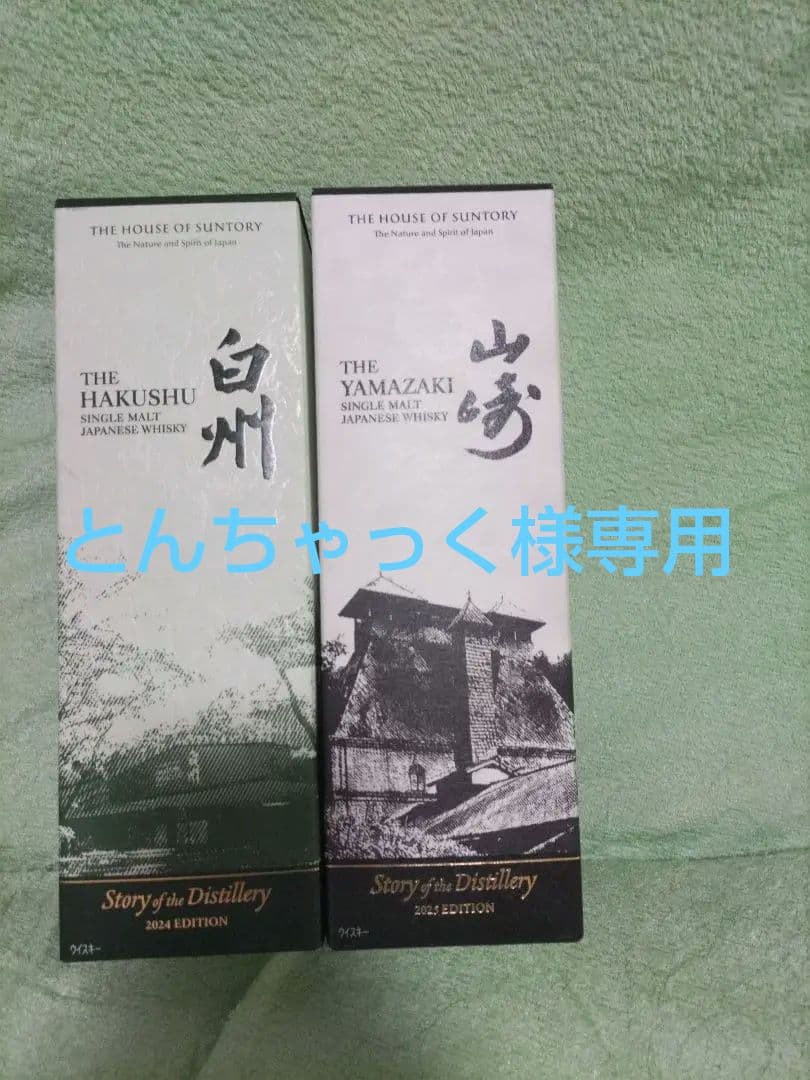 THE HOUSE OF SUNTORY
The Nature and Spirit of Japan
THE
HAKUSHU
SINGLE MALT
JAPANESE WHISKY
白州
THE HOUSE OF SUNTORY
The Nature and Spirit of Japan
THE
YAMAZAKI
SINGLE MALT
JAPANESE WHISKY
山崎
とんちゃっく様専用
Story of the Distillery
2024 EDITION
ウイスキー
Story of the Distillery
2025 EDITION
ウイスキー